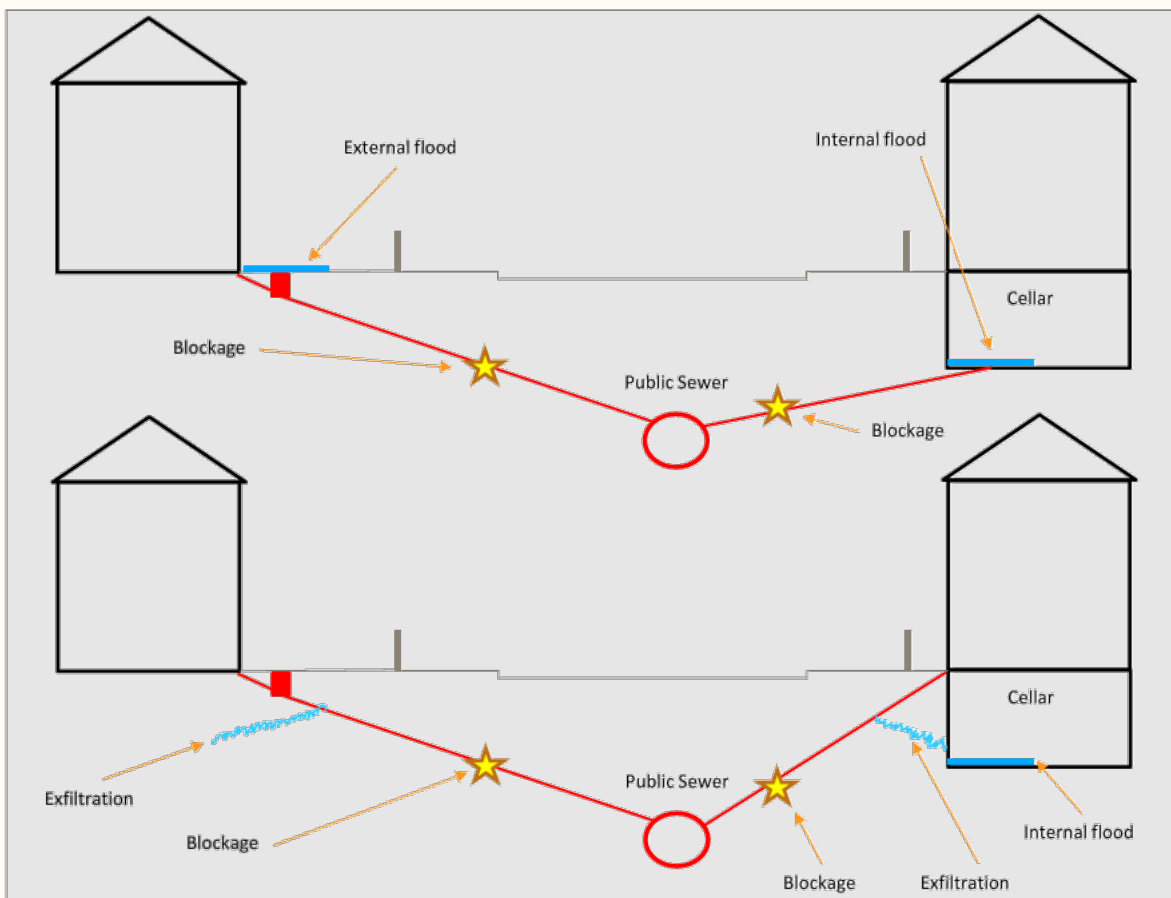 External flood
Internal flood
Cellar
Blockage
Public Sewer
Blockage
Cellar
Public Sewer
Exfiltration
Blockage
Internal flood
Blockage
Exfiltration